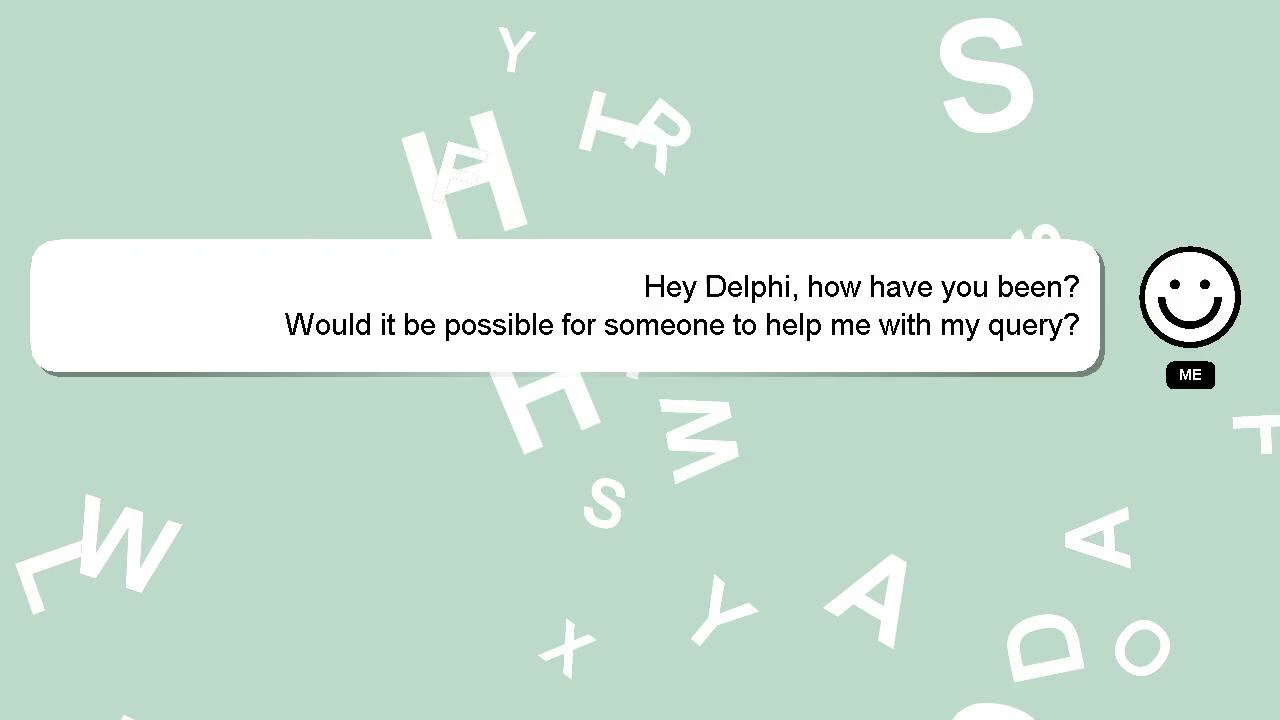 Y
S
H
A
T
R
S
Hey Delphi, how have you been?
Would it be possible for someone to help me with my query?
ME
H
W
S
W
L
A
A
Y
X
D
O